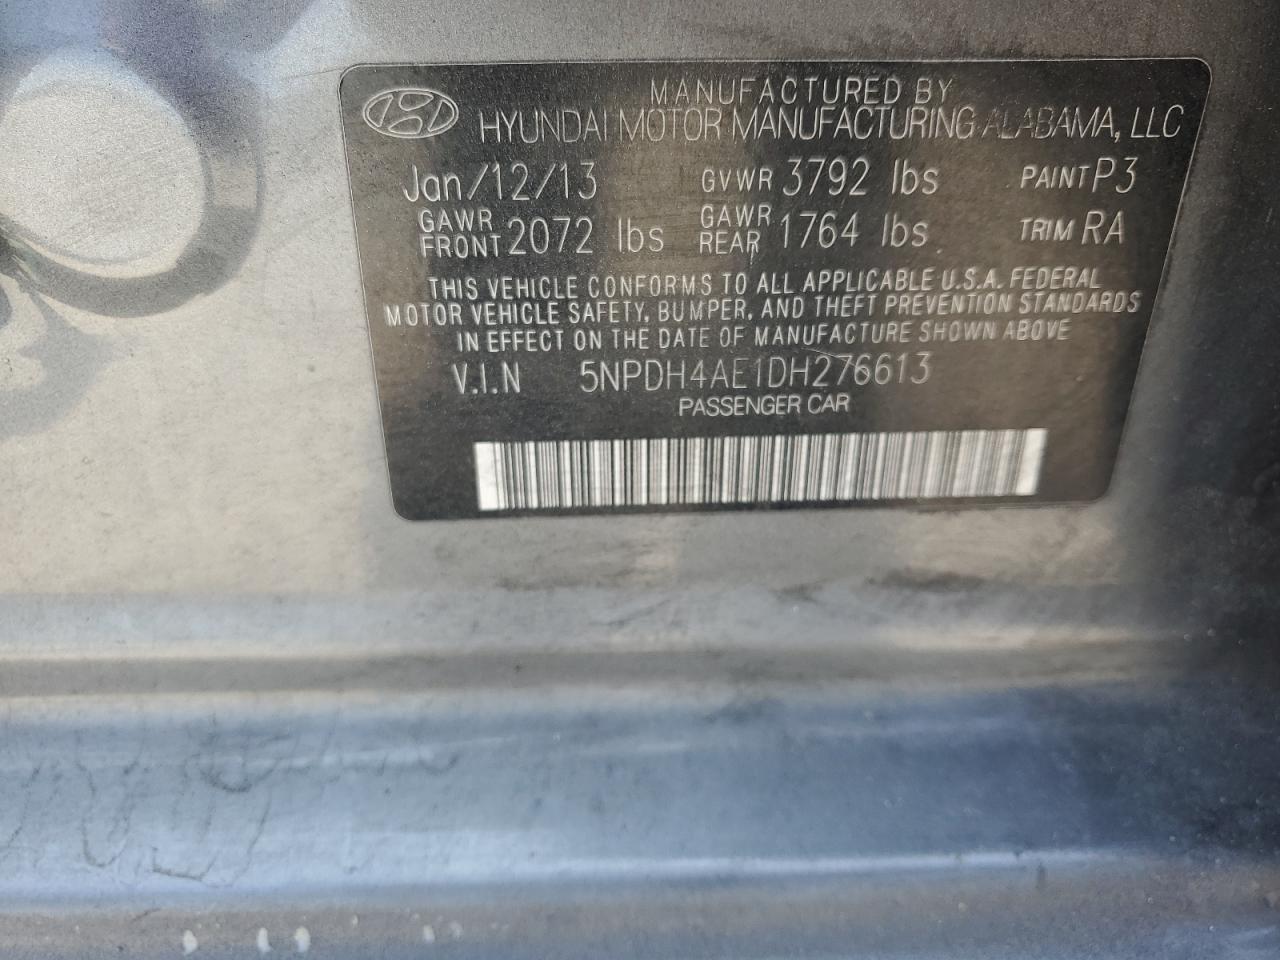 MANUFACTURED BY
HYUNDAI MOTOR MANUFACTURING ALABAMA, LLC
Jan/12/13 GVWR 3792 lbs PAINT P3
GAWR FRONT 2072 lbs GAWR REAR 1764 lbs TRIM RA
THIS VEHICLE CONFORMS TO ALL APPLICABLE U.S.A. FEDERAL
MOTOR VEHICLE SAFETY, BUMPER, AND THEFT PREVENTION STANDARDS
IN EFFECT ON THE DATE OF MANUFACTURE SHOWN ABOVE
V.I.N 5NPDH4AE1DH276613
PASSENGER CAR